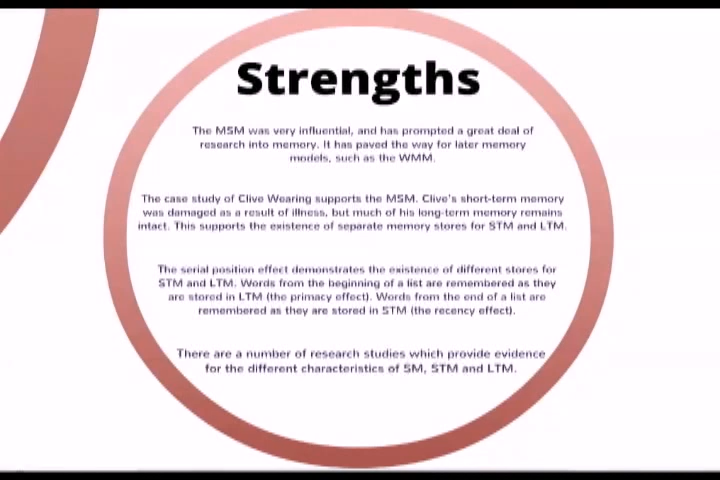 Strengths
The MSM was very influential, and has prompted a great deal of
research into memory. It has paved the way for later memory
models, such as the WMM.
The case study of Clive Wearing supports the MSM. Clive's short-term memory
was damaged as a result of illness, but much of his long-term memory remains
intact. This supports the existence of separate memory stores for STM and LTM.
The serial position effect demonstrates the existence of different stores for
STM and LTM. Words from the beginning of a list are remembered as they
are stored in LTM (the primacy effect). Words from the end of a list are
remembered as they are stored in STM (the recency effect).
There are a number of research studies which provide evidence
for the different characteristics of SM, STM and LTM.